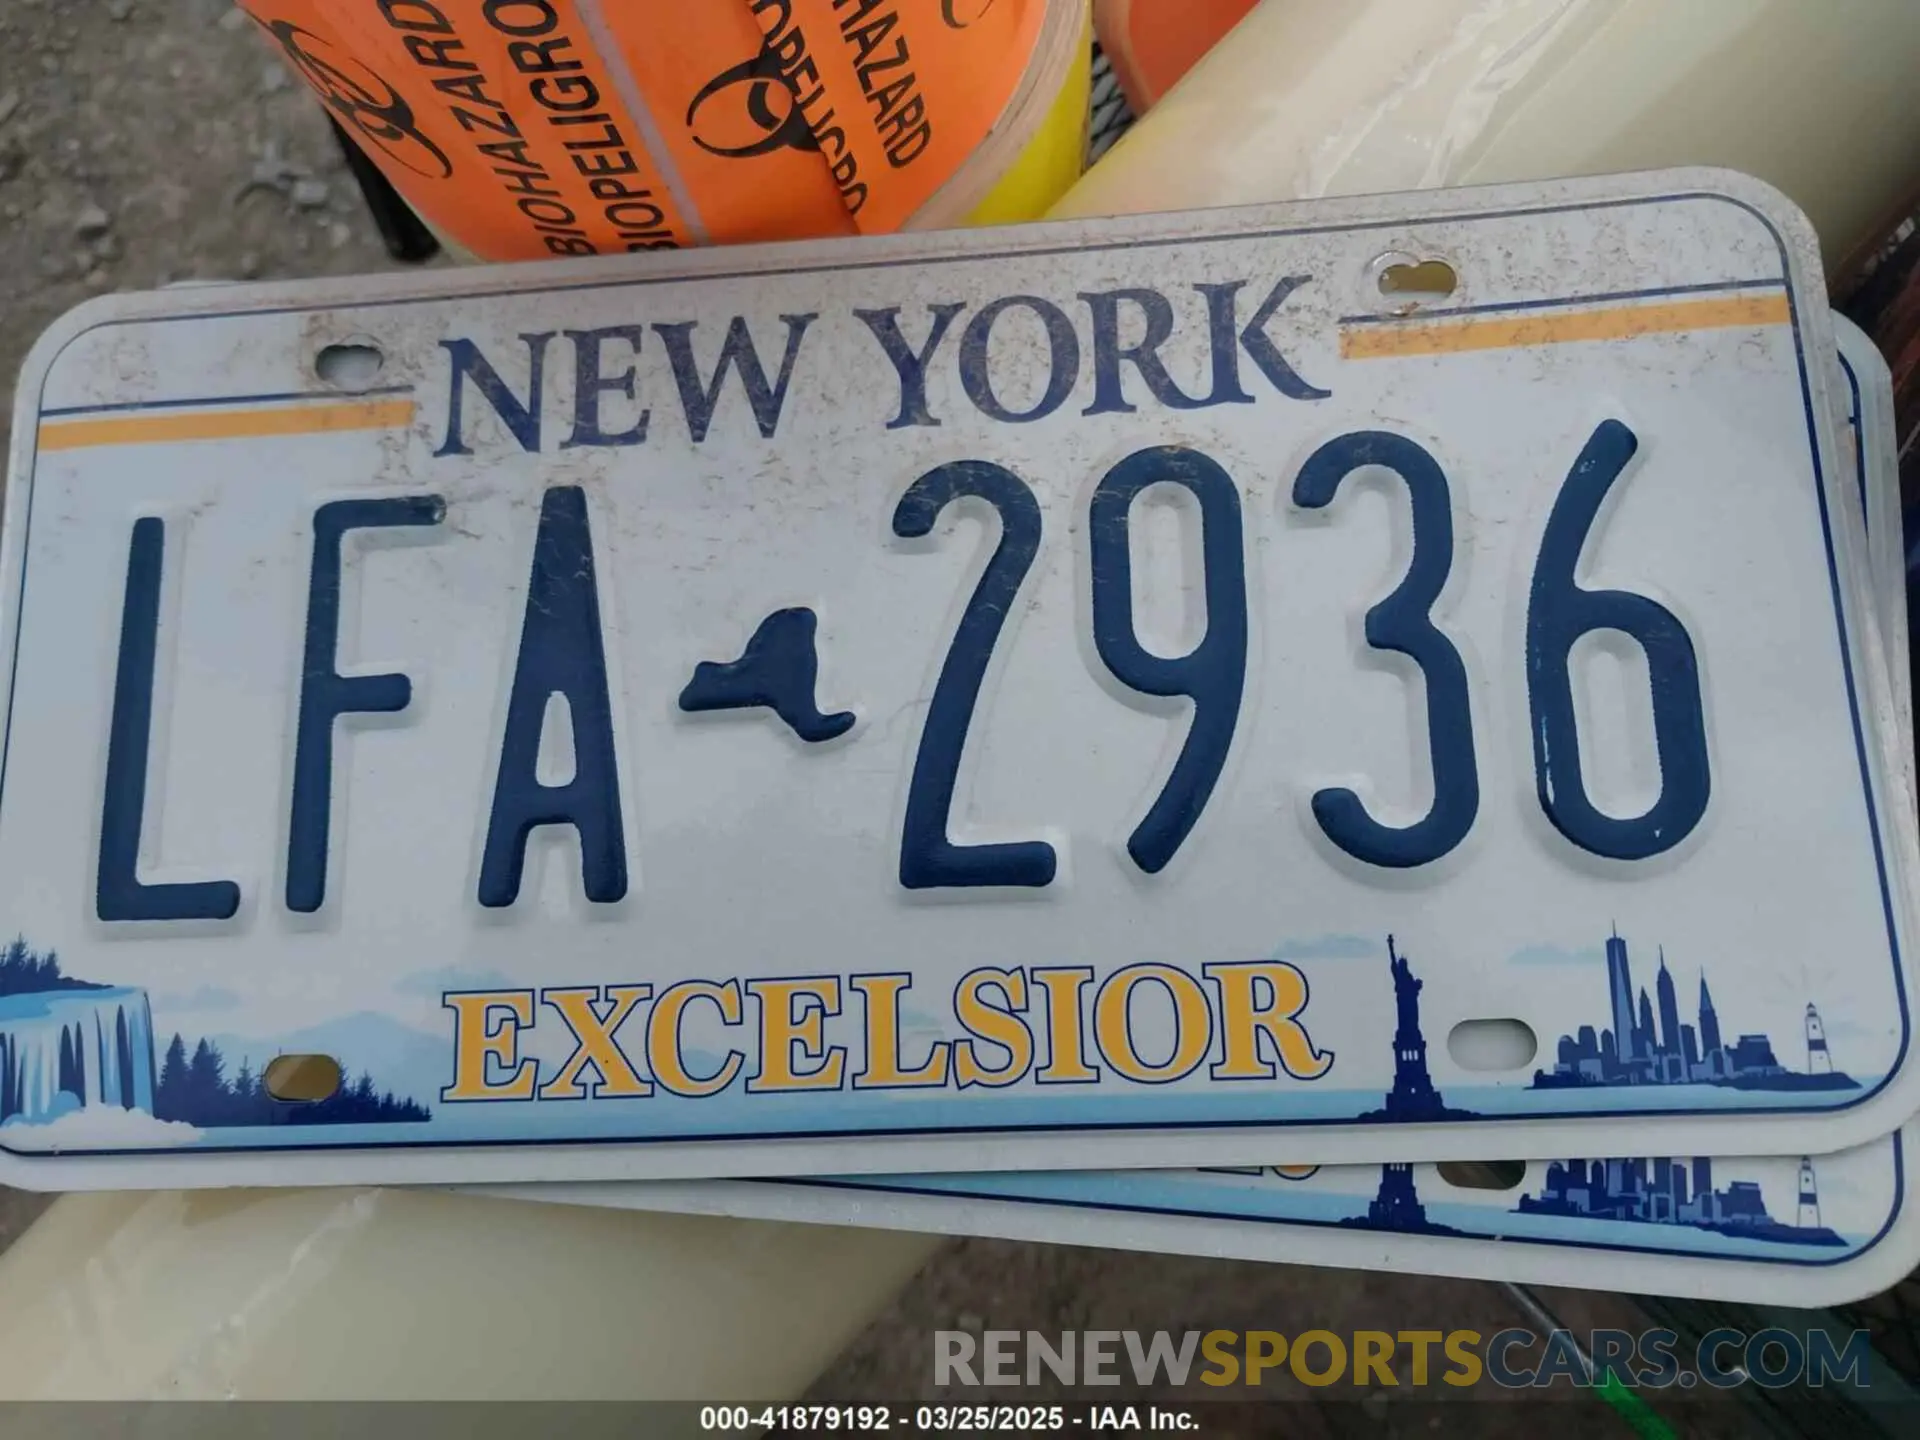 BIOHAZARD
BIOPELIGRO
HAZARD
NEW YORK
LFA 2936
EXCELSIOR
RENEWSPORTSCARS.COM
000-41879192 - 03/25/2025 - IAA Inc.